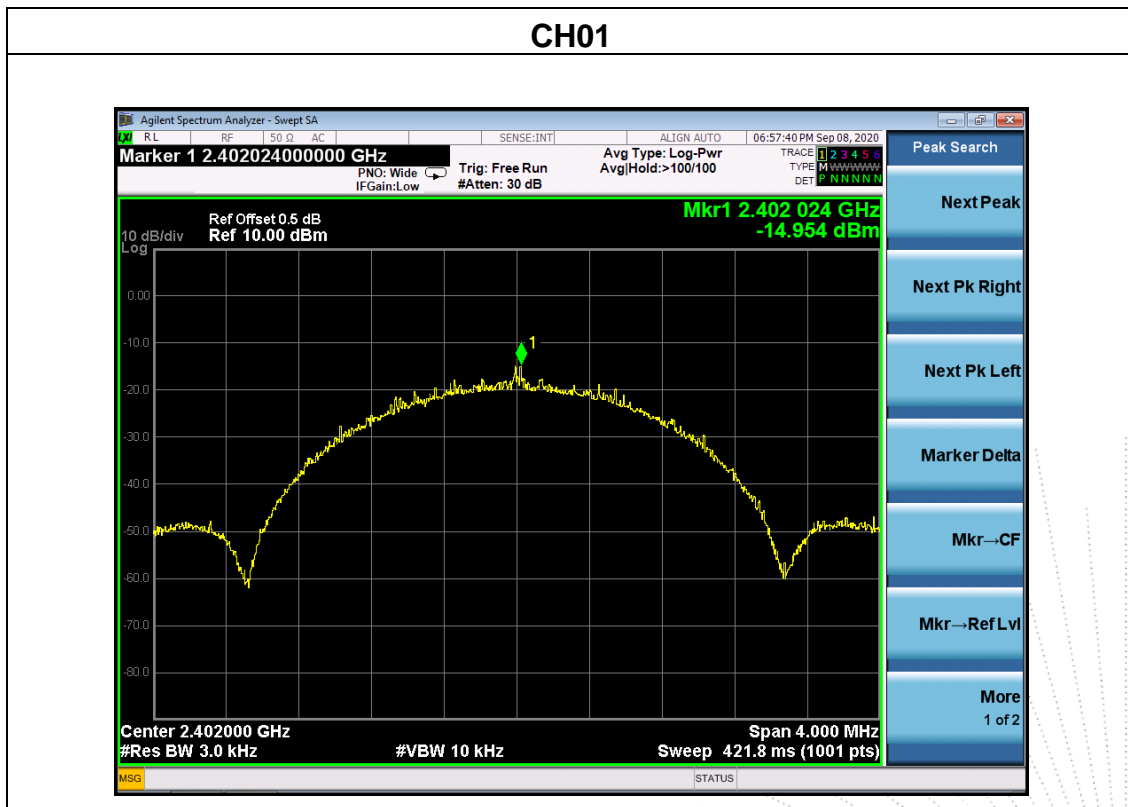 CH01
Agilent Spectrum Analyzer - Swept SA
LXI RL RF 50 Ω AC SENSE:INT ALIGN AUTO 06:57:40 PM Sep 08, 2020
Marker 1 2.402024000000 GHz
PNO: Wide
IFGain:Low
Trig: Free Run
#Atten: 30 dB
Avg Type: Log-Pwr
Avg|Hold:>100/100
TRACE 1 2 3 4 5 6
TYPE M WWWWW
DET P N N N N N
Peak Search
Next Peak
Next Pk Right
Next Pk Left
Marker Delta
Mkr→CF
Mkr→Ref Lvl
More
1 of 2
Mkr1 2.402 024 GHz
-14.954 dBm
Ref Offset 0.5 dB
10 dB/div Ref 10.00 dBm
Log
0.00
-10.0
-20.0
-30.0
-40.0
-50.0
-60.0
-70.0
-80.0
1
Center 2.402000 GHz Span 4.000 MHz
#Res BW 3.0 kHz #VBW 10 kHz Sweep 421.8 ms (1001 pts)
MSG STATUS